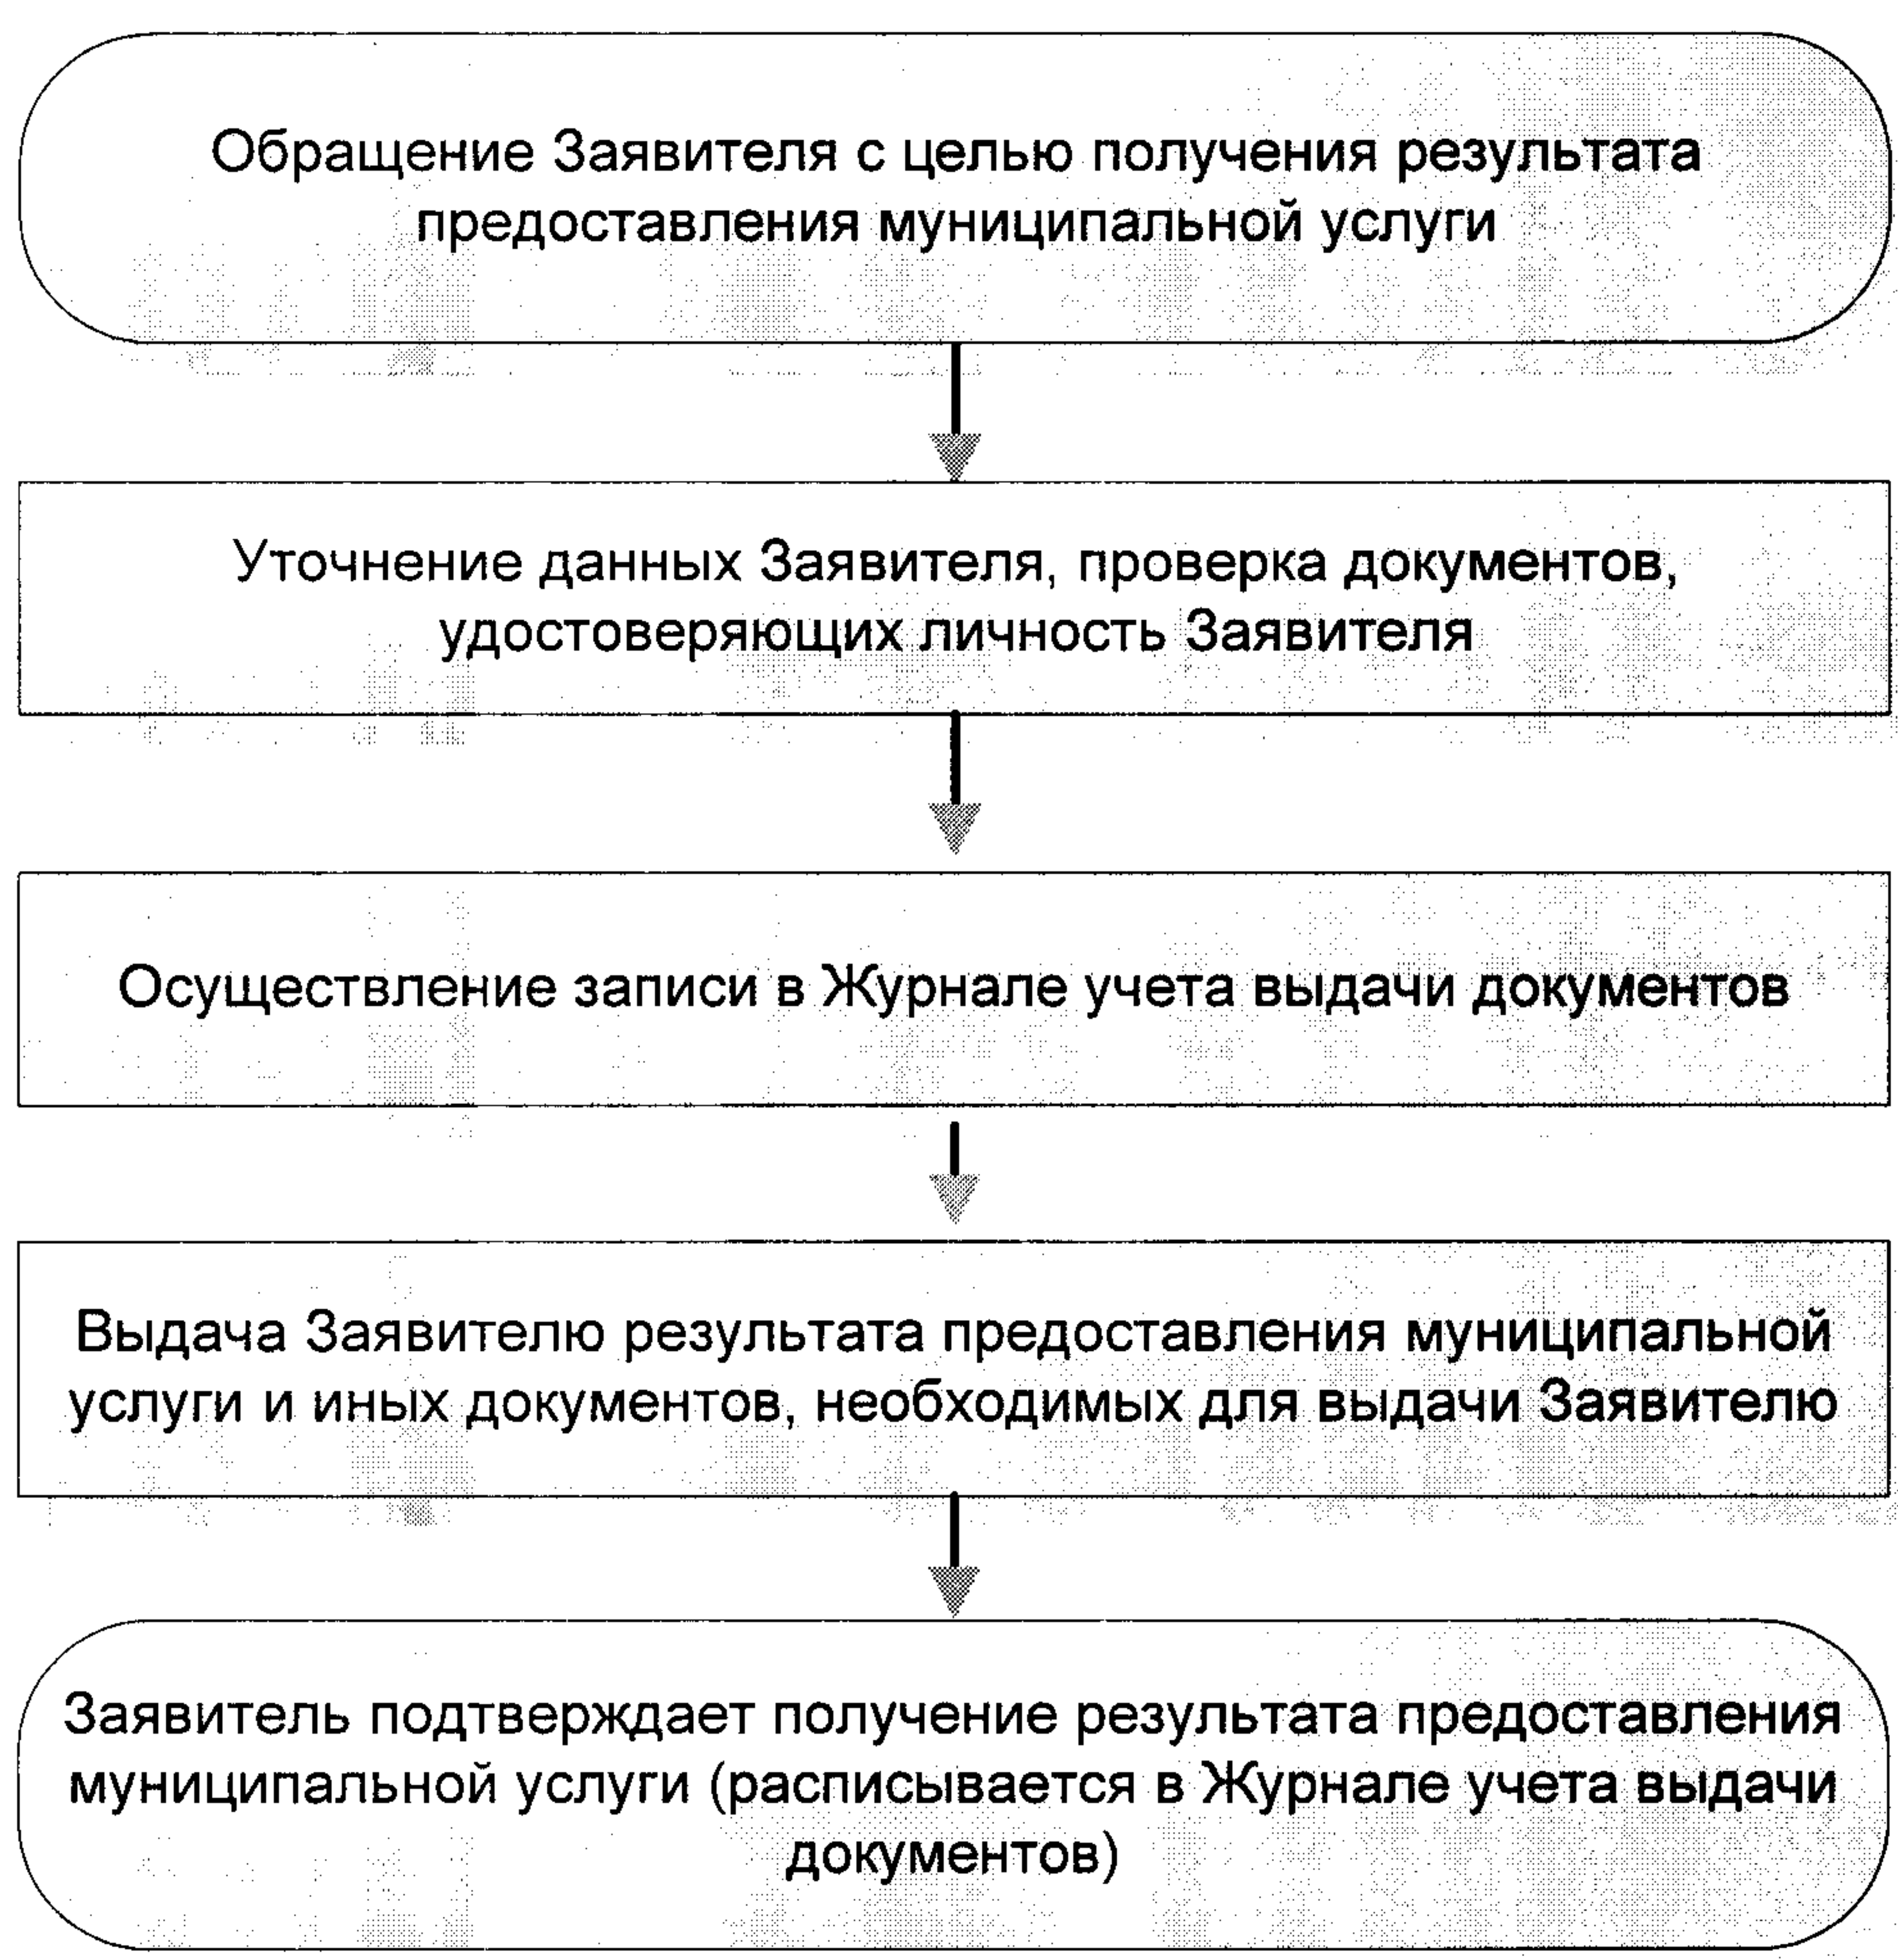 Обращение Заявителя с целью получения результата
предоставления муниципальной услуги
Уточнение данных Заявителя, проверка документов,
удостоверяющих личность Заявителя
Осуществление записи в Журнале учета выдачи документов
Выдача Заявителю результата предоставления муниципальной
услуги и иных документов, необходимых для выдачи Заявителю
Заявитель подтверждает получение результата предоставления
муниципальной услуги (расписывается в Журнале учета выдачи
документов)